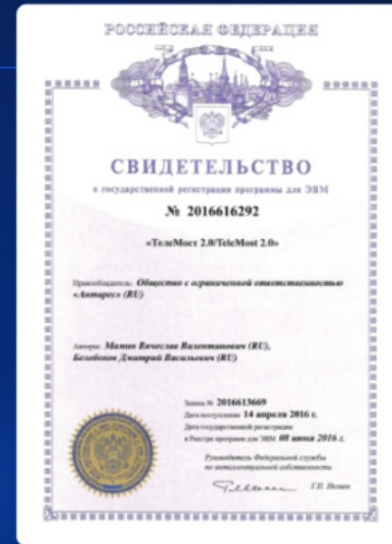 РОССИЙСКАЯ ФЕДЕРАЦИЯ
СВИДЕТЕЛЬСТВО
о государственной регистрации программы для ЭВМ
№ 2016616292
«ТелеМост 2.0/TeleMost 2.0»
Правообладатель: Общество с ограниченной ответственностью
«Антарес» (RU)
Авторы: Мамин Вячеслав Валентинович (RU),
Дмитрий Васильевич (RU)
Заявка № 2016613669
Дата поступления 14 апреля 2016 г.
Дата государственной регистрации
в Реестре программ для ЭВМ 08 июня 2016 г.
Руководитель Федеральной службы
по интеллектуальной собственности
Г.П. Ивлиев